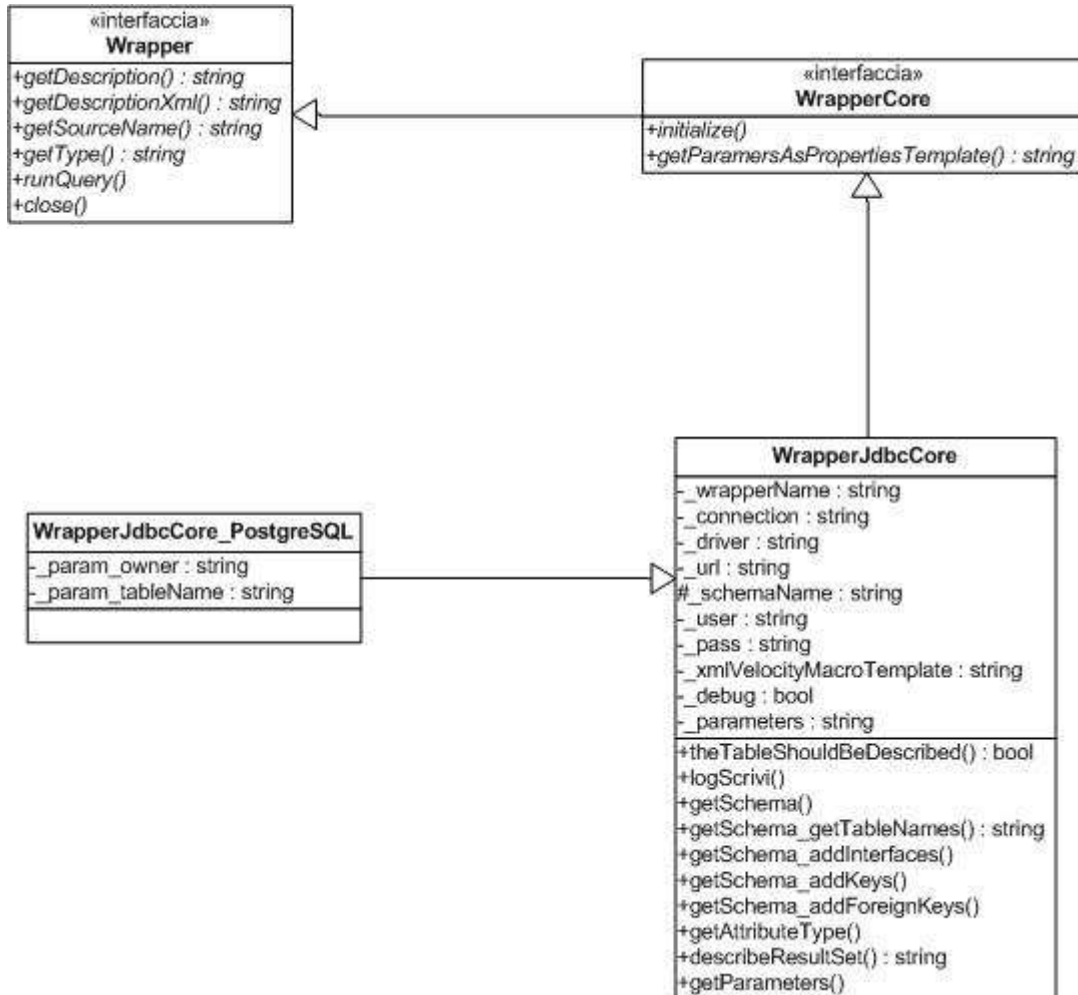 «interfaccia»
Wrapper
+getDescription() : string
+getDescriptionXml() : string
+getSourceName() : string
+getType() : string
+runQuery()
+close()
«interfaccia»
WrapperCore
+initialize()
+getParamersAsPropertiesTemplate() : string
WrapperJdbcCore_PostgreSQL
-_param_owner : string
-_param_tableName : string
WrapperJdbcCore
-_wrapperName : string
-_connection : string
-_driver : string
-_url : string
#_schemaName : string
-_user : string
-_pass : string
-_xmlVelocityMacroTemplate : string
-_debug : bool
-_parameters : string
+theTableShouldBeDescribed() : bool
+logScrivi()
+getSchema()
+getSchema_getTableNames() : string
+getSchema_addInterfaces()
+getSchema_addKeys()
+getSchema_addForeignKeys()
+getAttributeType()
+describeResultSet() : string
+getParameters()